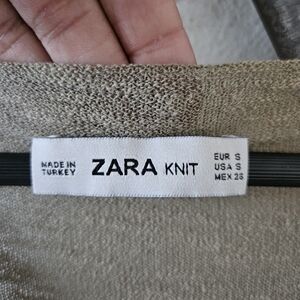 MADE IN
TURKEY
ZARA KNIT
EUR S
USA S
MEX 26